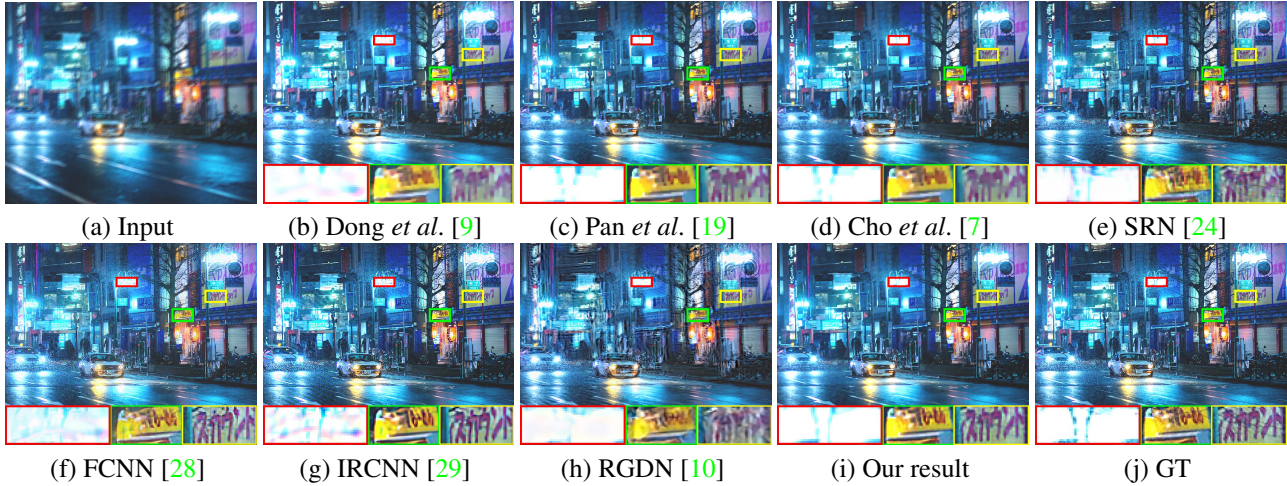 (a) Input
(b) Dong et al. [9]
(c) Pan et al. [19]
(d) Cho et al. [7]
(e) SRN [24]
(f) FCNN [28]
(g) IRCNN [29]
(h) RGDN [10]
(i) Our result
(j) GT